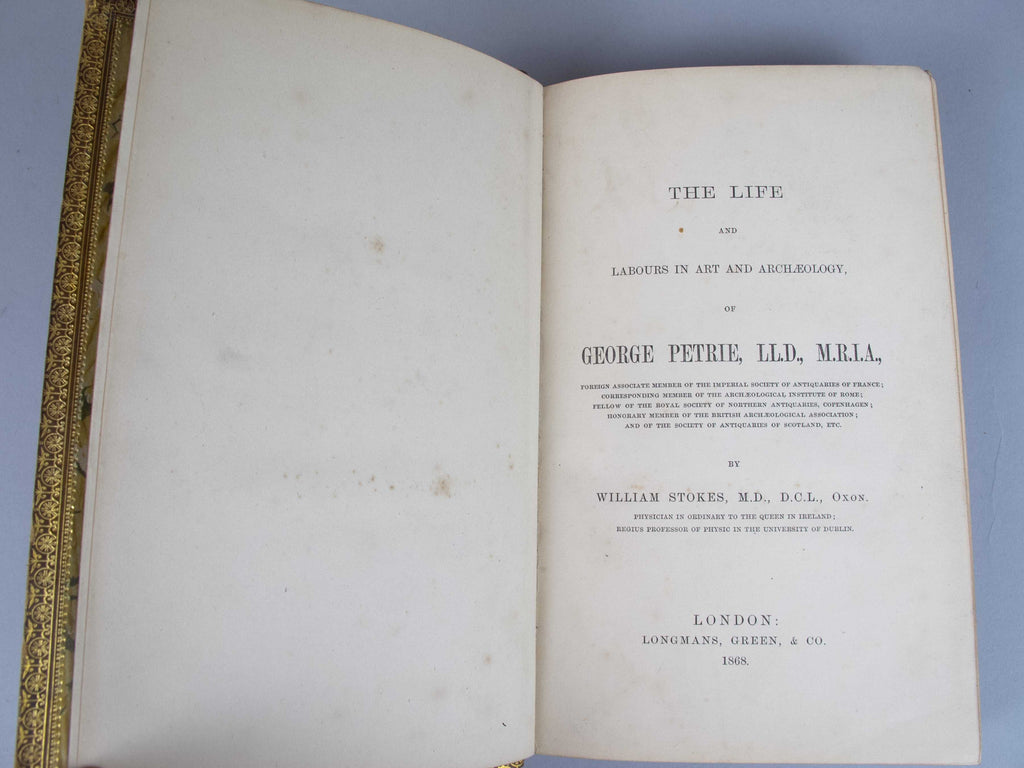 THE LIFE
AND
LABOURS IN ART AND ARCHÆOLOGY,
OF
GEORGE PETRIE, LL.D., M.R.I.A.,
FOREIGN ASSOCIATE MEMBER OF THE IMPERIAL SOCIETY OF ANTIQUARIES OF FRANCE;
CORRESPONDING MEMBER OF THE ARCHÆOLOGICAL INSTITUTE OF ROME;
FELLOW OF THE ROYAL SOCIETY OF NORTHERN ANTIQUARIES, COPENHAGEN;
HONORARY MEMBER OF THE BRITISH ARCHÆOLOGICAL ASSOCIATION;
AND OF THE SOCIETY OF ANTIQUARIES OF SCOTLAND, ETC.
BY
WILLIAM STOKES, M.D., D.C.L., OXON.
PHYSICIAN IN ORDINARY TO THE QUEEN IN IRELAND;
REGIUS PROFESSOR OF PHYSIC IN THE UNIVERSITY OF DUBLIN.
LONDON:
LONGMANS, GREEN, & CO.
1868.